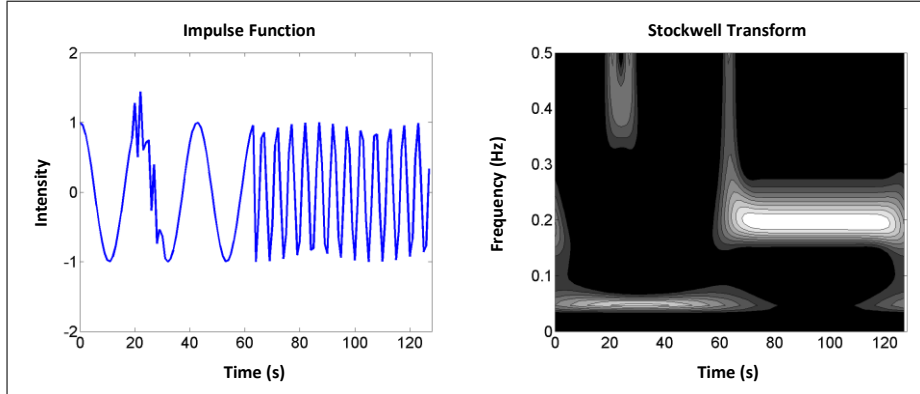 Impulse Function
2
1
0
-1
-2
0 20 40 60 80 100 120
Intensity
Time (s)
Stockwell Transform
0.5
0.4
0.3
0.2
0.1
0
0 20 40 60 80 100 120
Frequency (Hz)
Time (s)